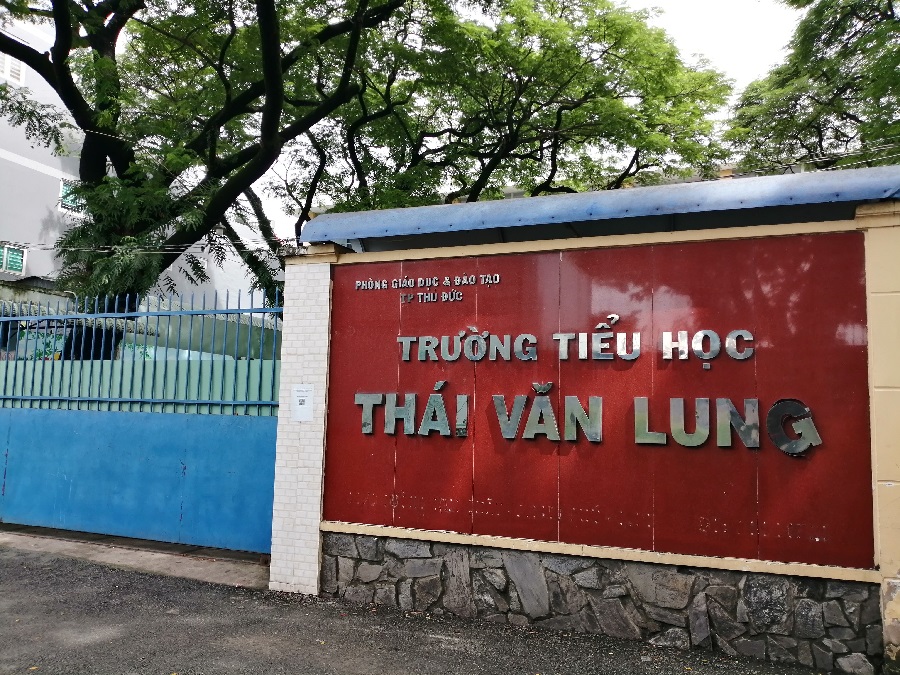 PHÒNG GIÁO DỤC & ĐÀO TẠO
TP THỦ ĐỨC
TRƯỜNG TIỂU HỌC
THÁI VĂN LUNG